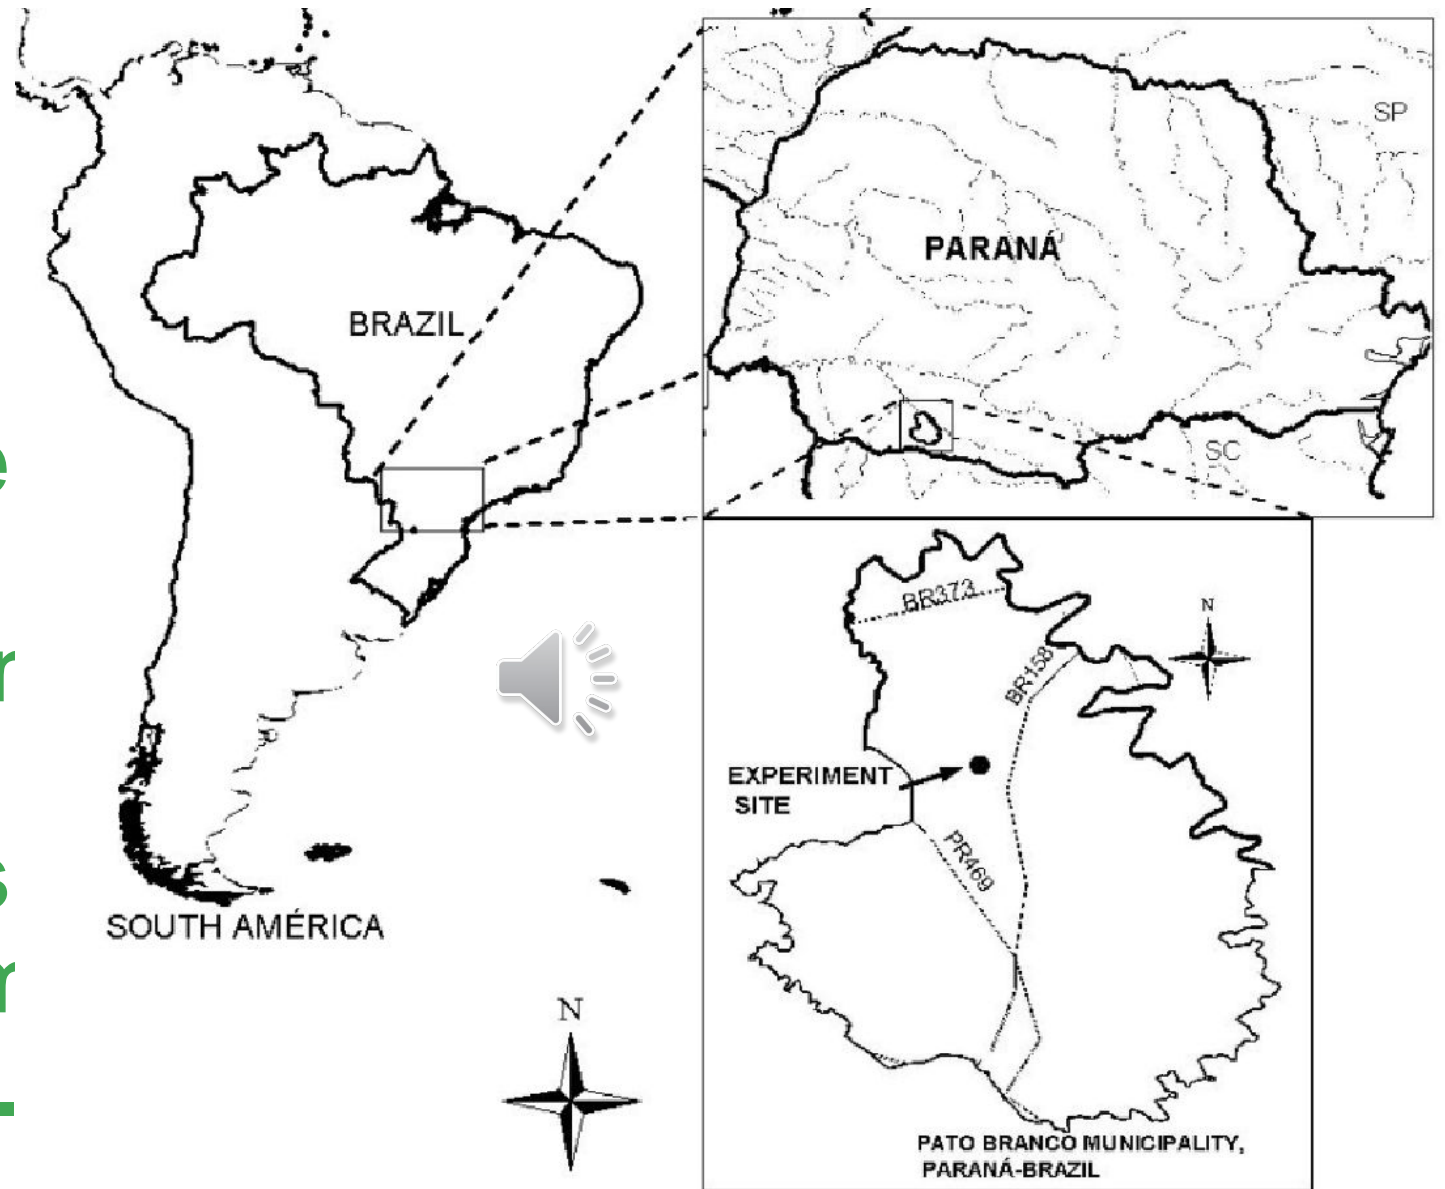 BRAZIL
SOUTH AMÉRICA
N
PARANÁ
SP
SC
BR373
BR158
N
EXPERIMENT
SITE
PR469
PATO BRANCO MUNICIPALITY,
PARANÁ-BRAZIL
e
r
s